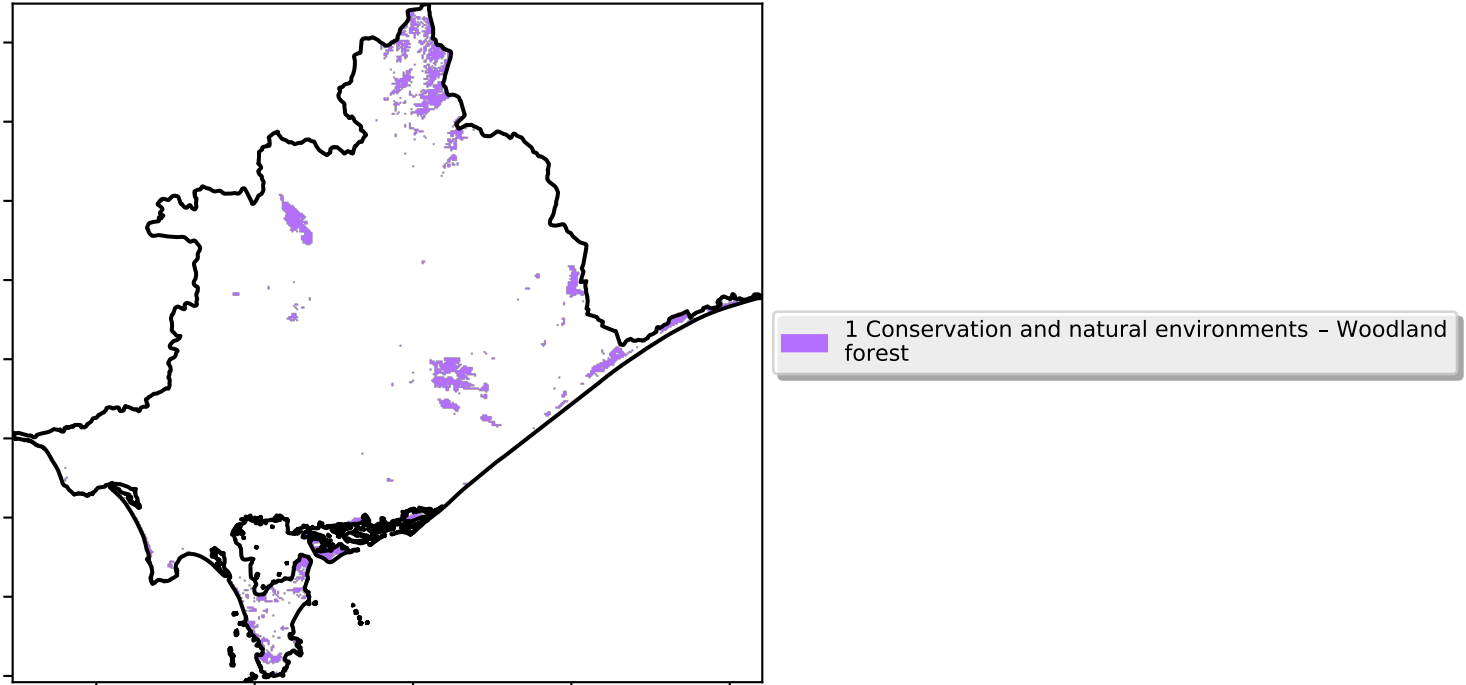 1 Conservation and natural environments – Woodland
forest